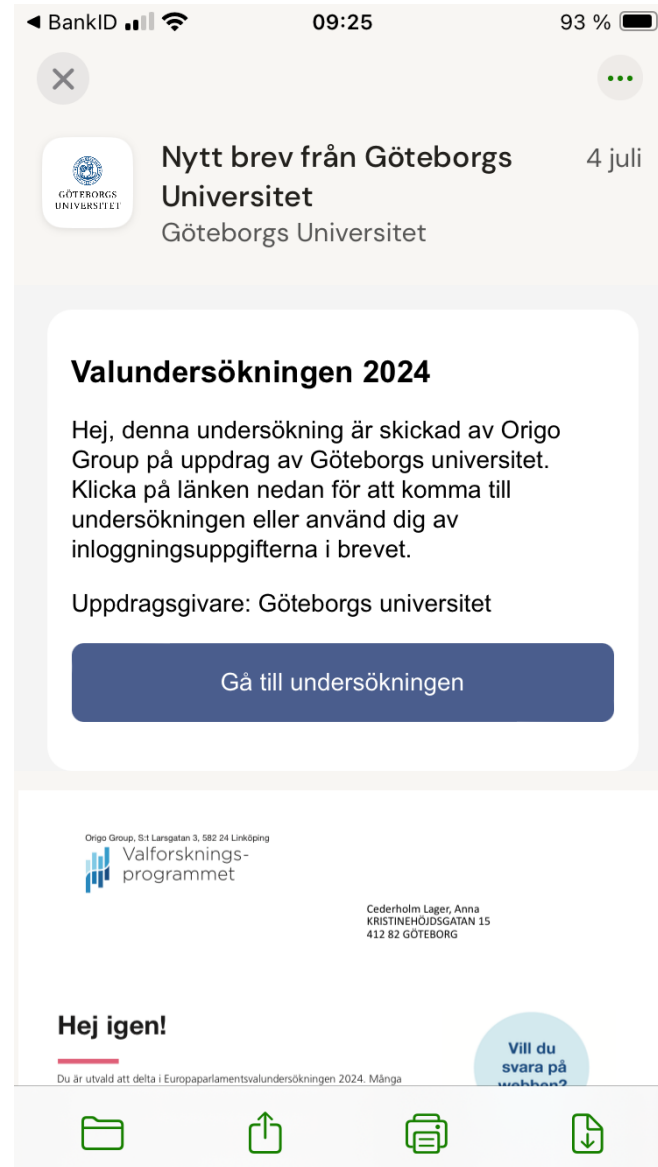 BankID
09:25
93 %
Nytt brev från Göteborgs
Universitet
4 juli
Göteborgs Universitet
GÖTEBORGS
UNIVERSITET
Valundersökningen 2024
Hej, denna undersökning är skickad av Origo
Group på uppdrag av Göteborgs universitet.
Klicka på länken nedan för att komma till
undersökningen eller använd dig av
inloggningsuppgifterna i brevet.
Uppdragsgivare: Göteborgs universitet
Gå till undersökningen
Origo Group, S:t Larsgatan 3, 582 24 Linköping
Valforsknings-
programmet
Cederholm Lager, Anna
KRISTINEHÖJDSGATAN 15
412 82 GÖTEBORG
Hej igen!
Vill du
svara på
webben?
Du är utvald att delta i Europaparlamentsvalundersökningen 2024. Många